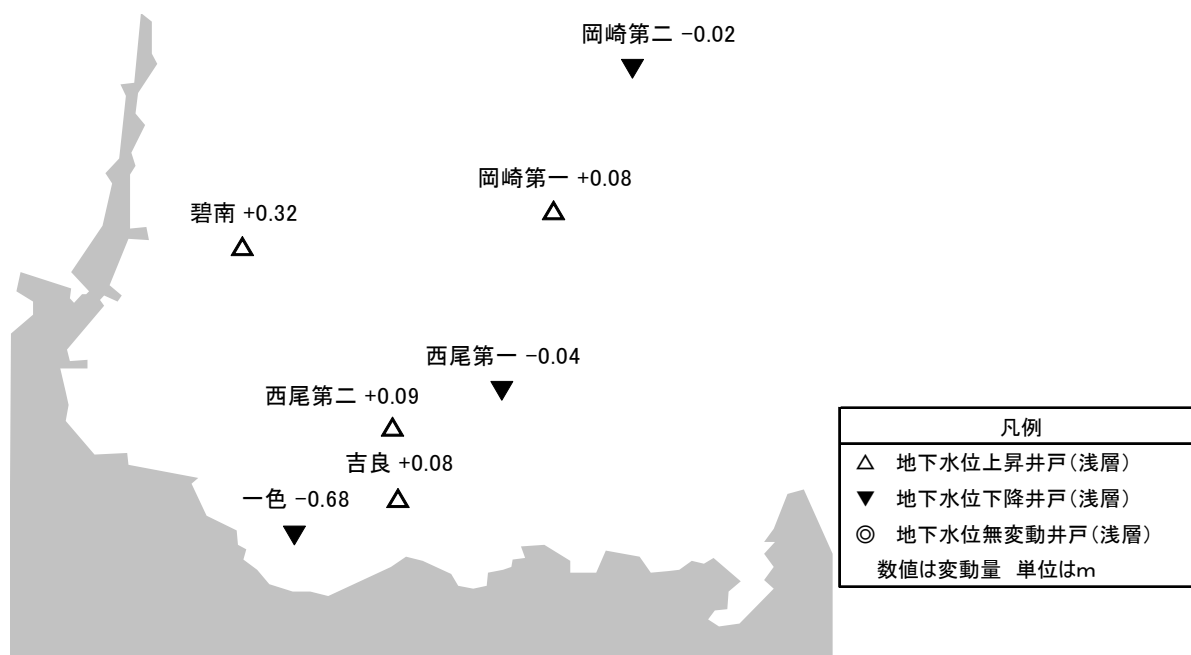 岡崎第二 -0.02
岡崎第一 +0.08
碧南 +0.32
西尾第一 -0.04
西尾第二 +0.09
吉良 +0.08
一色 -0.68
凡例
△ 地下水位上昇井戸(浅層)
▼ 地下水位下降井戸(浅層)
◎ 地下水位無変動井戸(浅層)
数値は変動量 単位はm